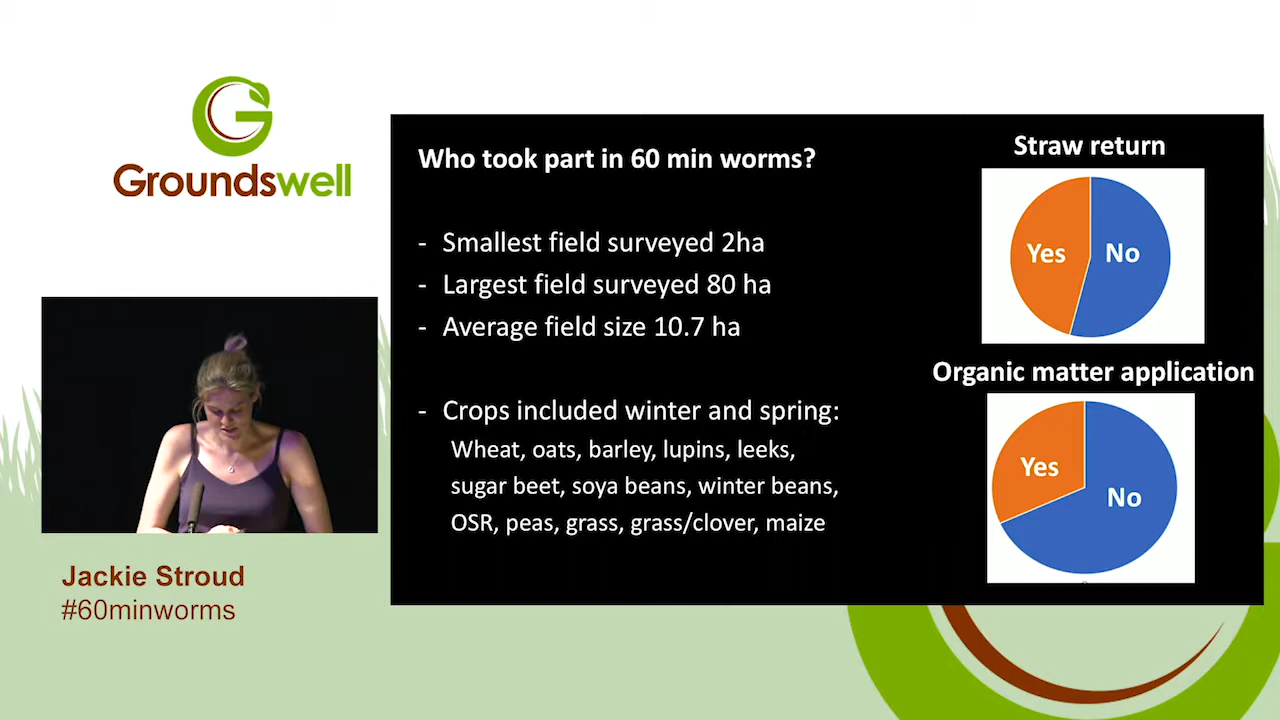 Groundswell
Who took part in 60 min worms?
- Smallest field surveyed 2ha
- Largest field surveyed 80 ha
- Average field size 10.7 ha
- Crops included winter and spring:
Wheat, oats, barley, lupins, leeks,
sugar beet, soya beans, winter beans,
OSR, peas, grass, grass/clover, maize
Straw return
Yes No
Organic matter application
Yes No
Jackie Stroud
#60minworms